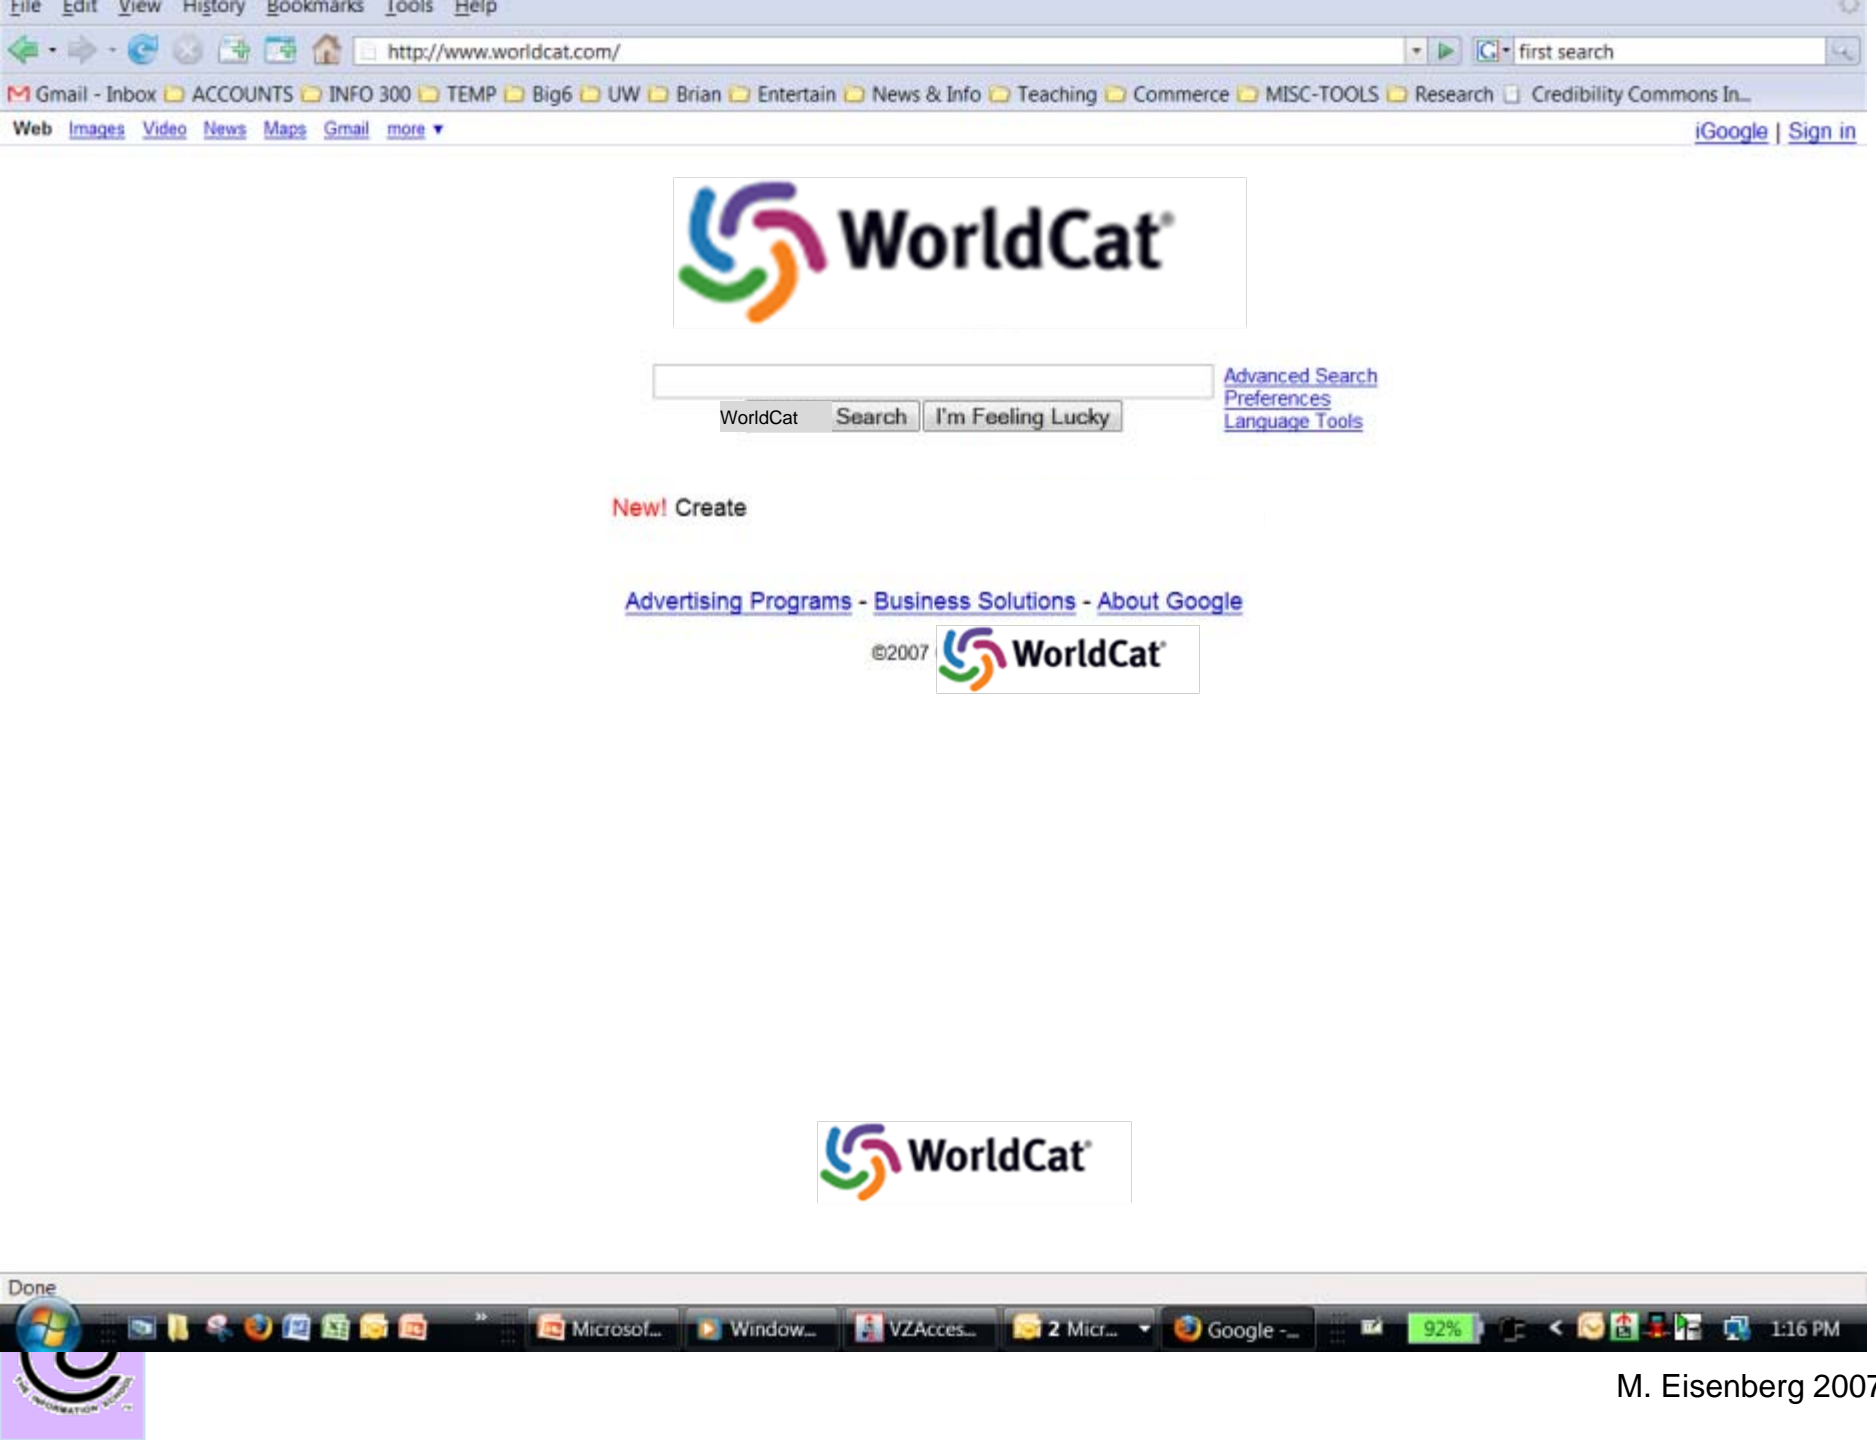 File Edit View History Bookmarks Tools Help
http://www.worldcat.com/ G first search
Gmail - Inbox ACCOUNTS INFO 300 TEMP Big6 UW Brian Entertain News & Info Teaching Commerce MISC-TOOLS Research Credibility Commons In...
Web Images Video News Maps Gmail more ▼ iGoogle | Sign in
WorldCat®
Advanced Search
Preferences
Language Tools
WorldCat Search I'm Feeling Lucky
New! Create
Advertising Programs - Business Solutions - About Google
©2007 WorldCat®
WorldCat®
Done
» Microsof... Window... VZAcces... 2 Micr... Google -... 92% < 1:16 PM
THE INFORMATION SCHOOL
M. Eisenberg 2007